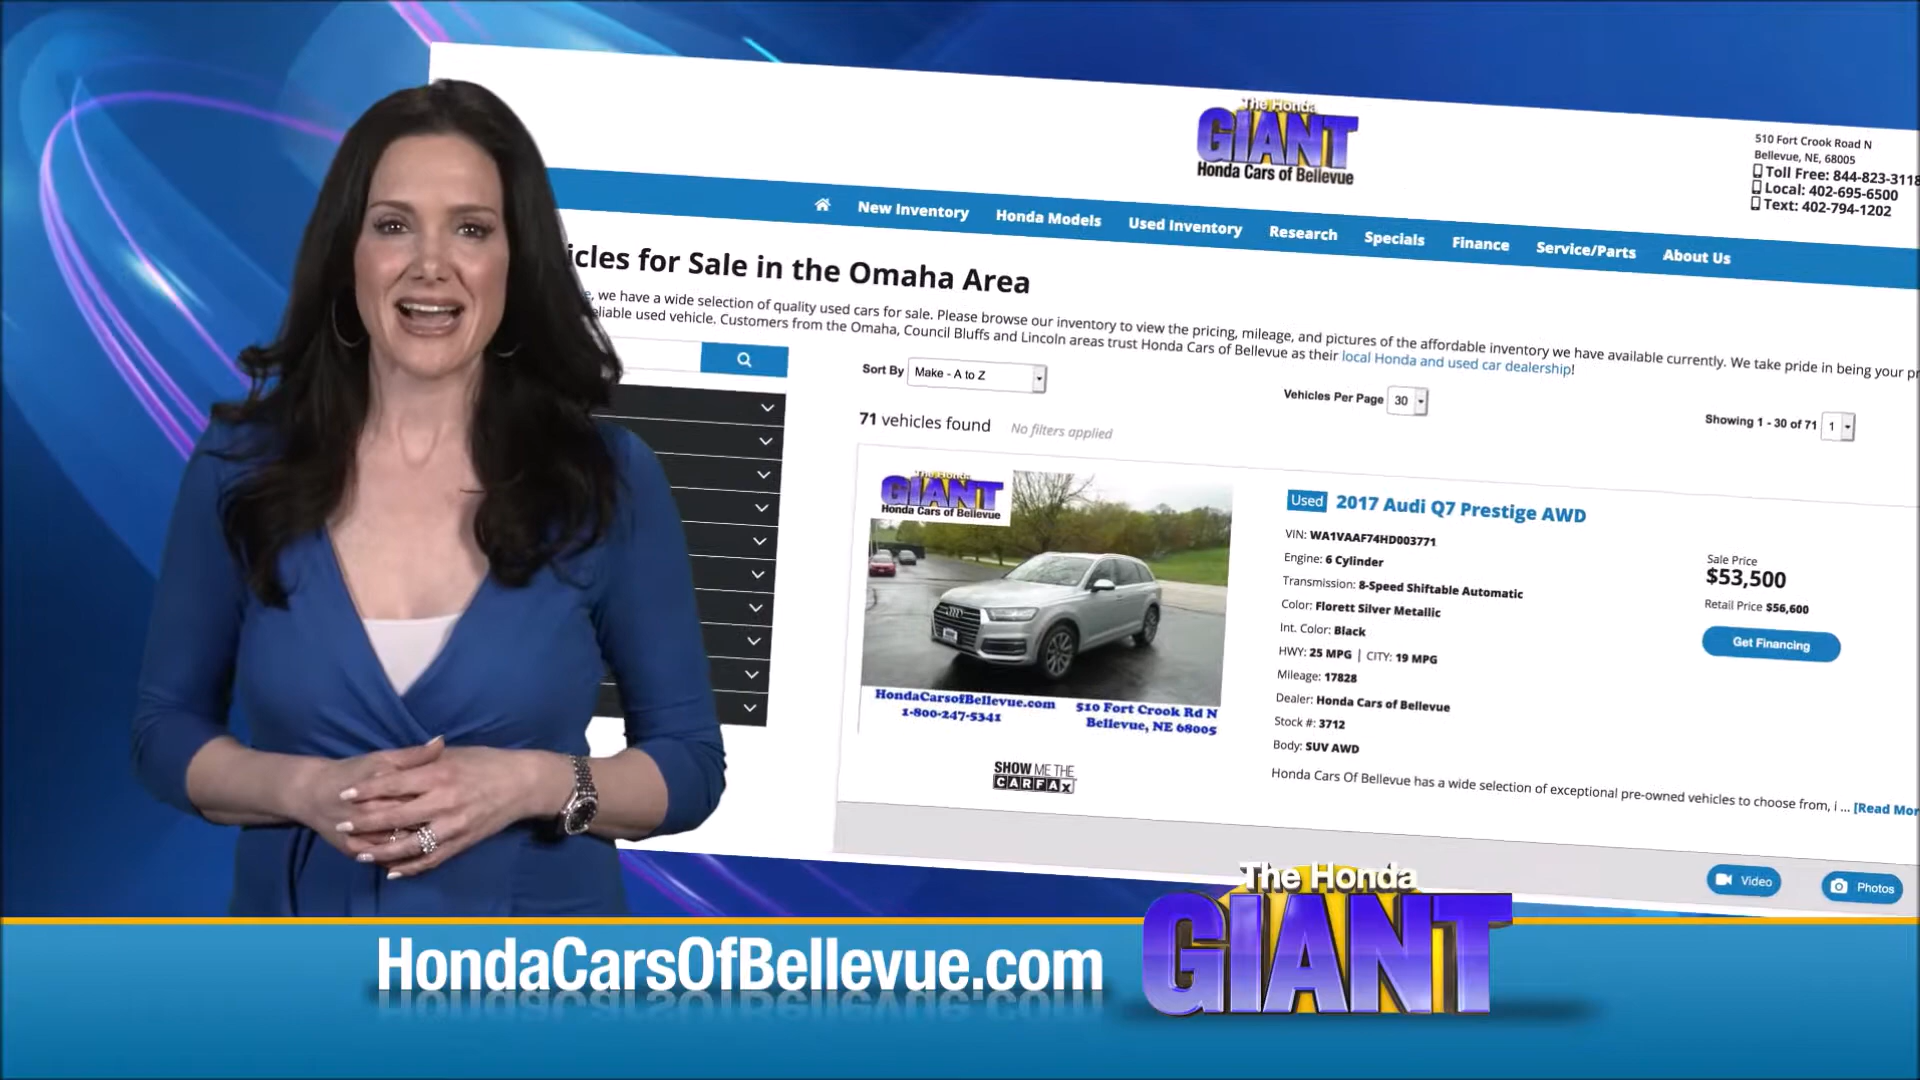 The Honda
GIANT
Honda Cars of Bellevue
510 Fort Crook Road N
Bellevue, NE, 68005
Toll Free: 844-823-3118
Local: 402-695-6500
Text: 402-794-1202
New Inventory Honda Models Used Inventory Research Specials Finance Service/Parts About Us
icles for Sale in the Omaha Area
e, we have a wide selection of quality used cars for sale. Please browse our inventory to view the pricing, mileage, and pictures of the affordable inventory we have available currently. We take pride in being your pr
eliable used vehicle. Customers from the Omaha, Council Bluffs and Lincoln areas trust Honda Cars of Bellevue as their local Honda and used car dealership!
Sort By Make - A to Z
Vehicles Per Page 30
Showing 1 - 30 of 71 1
71 vehicles found No filters applied
The Honda
GIANT
Honda Cars of Bellevue
HondaCarsofBellevue.com
1-800-247-5341
510 Fort Crook Rd N
Bellevue, NE 68005
SHOW ME THE
CARFAX
Used 2017 Audi Q7 Prestige AWD
VIN: WA1VAAF74HD003771
Engine: 6 Cylinder
Transmission: 8-Speed Shiftable Automatic
Color: Florett Silver Metallic
Int. Color: Black
HWY: 25 MPG | CITY: 19 MPG
Mileage: 17828
Dealer: Honda Cars of Bellevue
Stock #: 3712
Body: SUV AWD
Honda Cars Of Bellevue has a wide selection of exceptional pre-owned vehicles to choose from, i ... [Read Mor
Sale Price
$53,500
Retail Price $56,600
Get Financing
Video Photos
HondaCarsOfBellevue.com
The Honda
GIANT